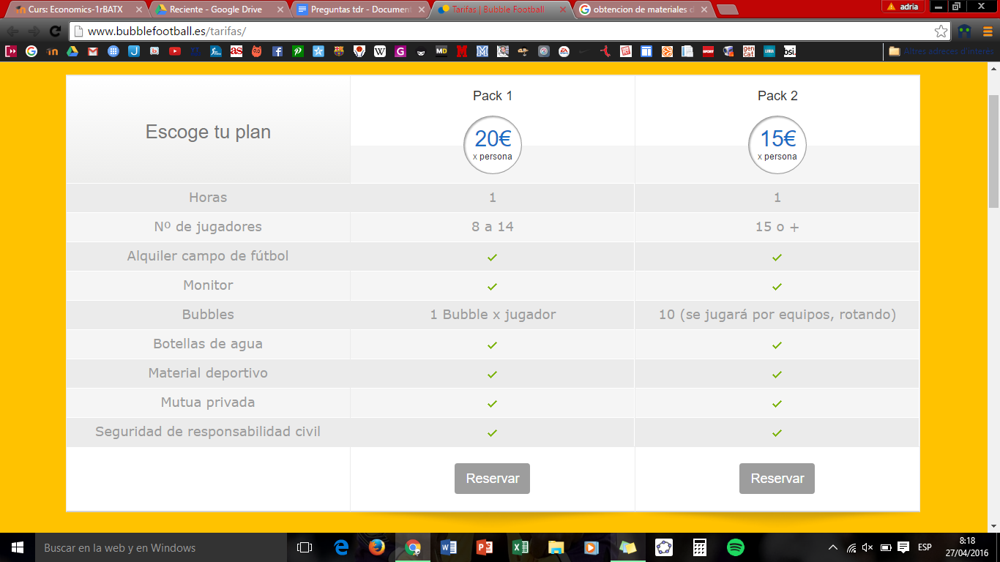 Curs: Economics-1rBATX
Reciente - Google Drive
Preguntas tdr - Document
Tarifas | Bubble Football
obtencion de materiales d
adria
www.bubblefootball.es/tarifas/
Altres adreces d'interès
Escoge tu plan
Pack 1
Pack 2
20€
x persona
15€
x persona
Horas 1 1
Nº de jugadores 8 a 14 15 o +
Alquiler campo de fútbol
Monitor
Bubbles 1 Bubble x jugador 10 (se jugará por equipos, rotando)
Botellas de agua
Material deportivo
Mutua privada
Seguridad de responsabilidad civil
Reservar Reservar
Buscar en la web y en Windows
ESP
8:18
27/04/2016